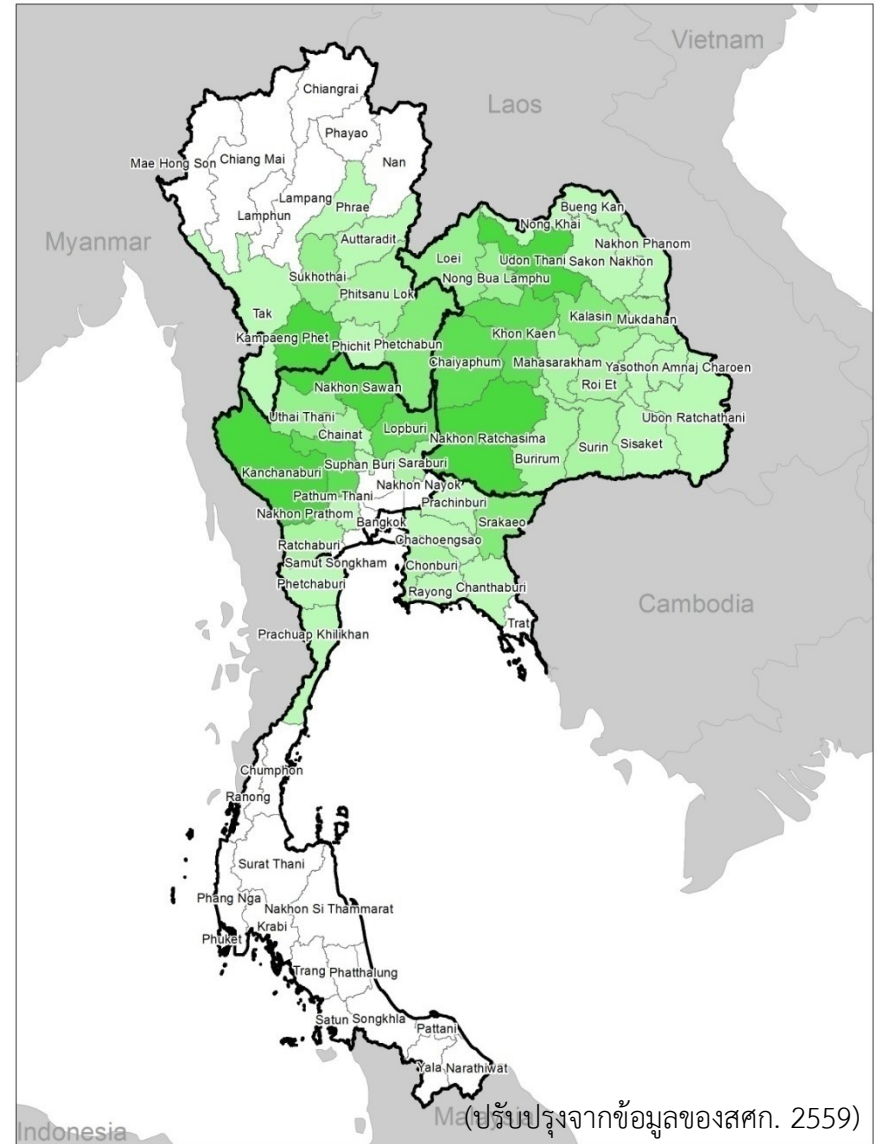 Vietnam
Laos
Chiangrai
Phayao
Mae Hong Son
Chiang Mai
Nan
Lampang
Phrae
Lamphun
Bueng Kan
Nong Khai
Auttaradit
Myanmar
Nakhon Phanom
Loei
Udon Thani
Sakon Nakhon
Sukhothai
Nong Bua Lamphu
Phitsanu Lok
Tak
Kalasin
Mukdahan
Kampaeng Phet
Khon Kaen
Phichit
Phetchabun
Chaiyaphum
Mahasarakham
Yasothon
Amnaj Charoen
Roi Et
Nakhon Sawan
Uthai Thani
Ubon Ratchathani
Lopburi
Chainat
Nakhon Ratchasima
Surin
Sisaket
Burirum
Suphan Buri
Saraburi
Kanchanaburi
Nakhon Nayok
Pathum Thani
Prachinburi
Nakhon Prathom
Bangkok
Srakaeo
Chachoengsao
Ratchaburi
Samut Songkham
Chonburi
Phetchaburi
Rayong
Chanthaburi
Cambodia
Trat
Prachuap Khilikhan
Chumphon
Ranong
Surat Thani
Phang Nga
Nakhon Si Thammarat
Krabi
Phuket
Trang
Phatthalung
Satun
Songkhla
Pattani
Yala
Narathiwat
Malaysia
(ปรับปรุงจากข้อมูลของสศก. 2559)
Indonesia